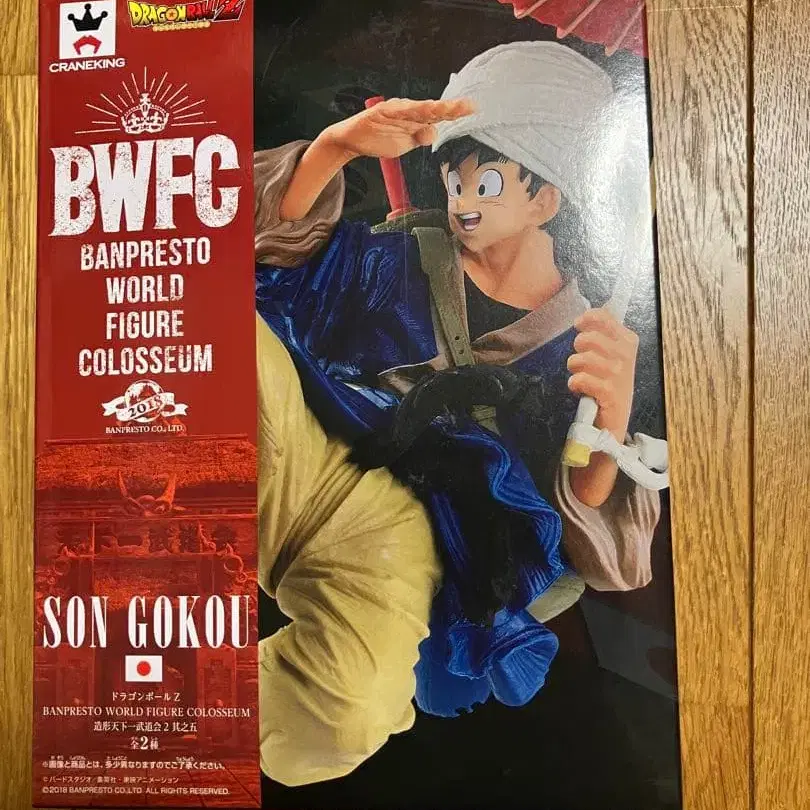 DRAGON BALL Z
CRANEKING
BWFC
BANPRESTO
WORLD
FIGURE
COLOSSEUM
2018
BANPRESTO CO., LTD.
SON GOKOU
ドラゴンボールZ
BANPRESTO WORLD FIGURE COLOSSEUM
造形天下一武道会2 其之五
全2種
※画像と商品とは、多少異なりますのでご了承ください。
©バードスタジオ/集英社・東映アニメーション
©2018 BANPRESTO CO.,LTD. ALL RIGHTS RESERVED.